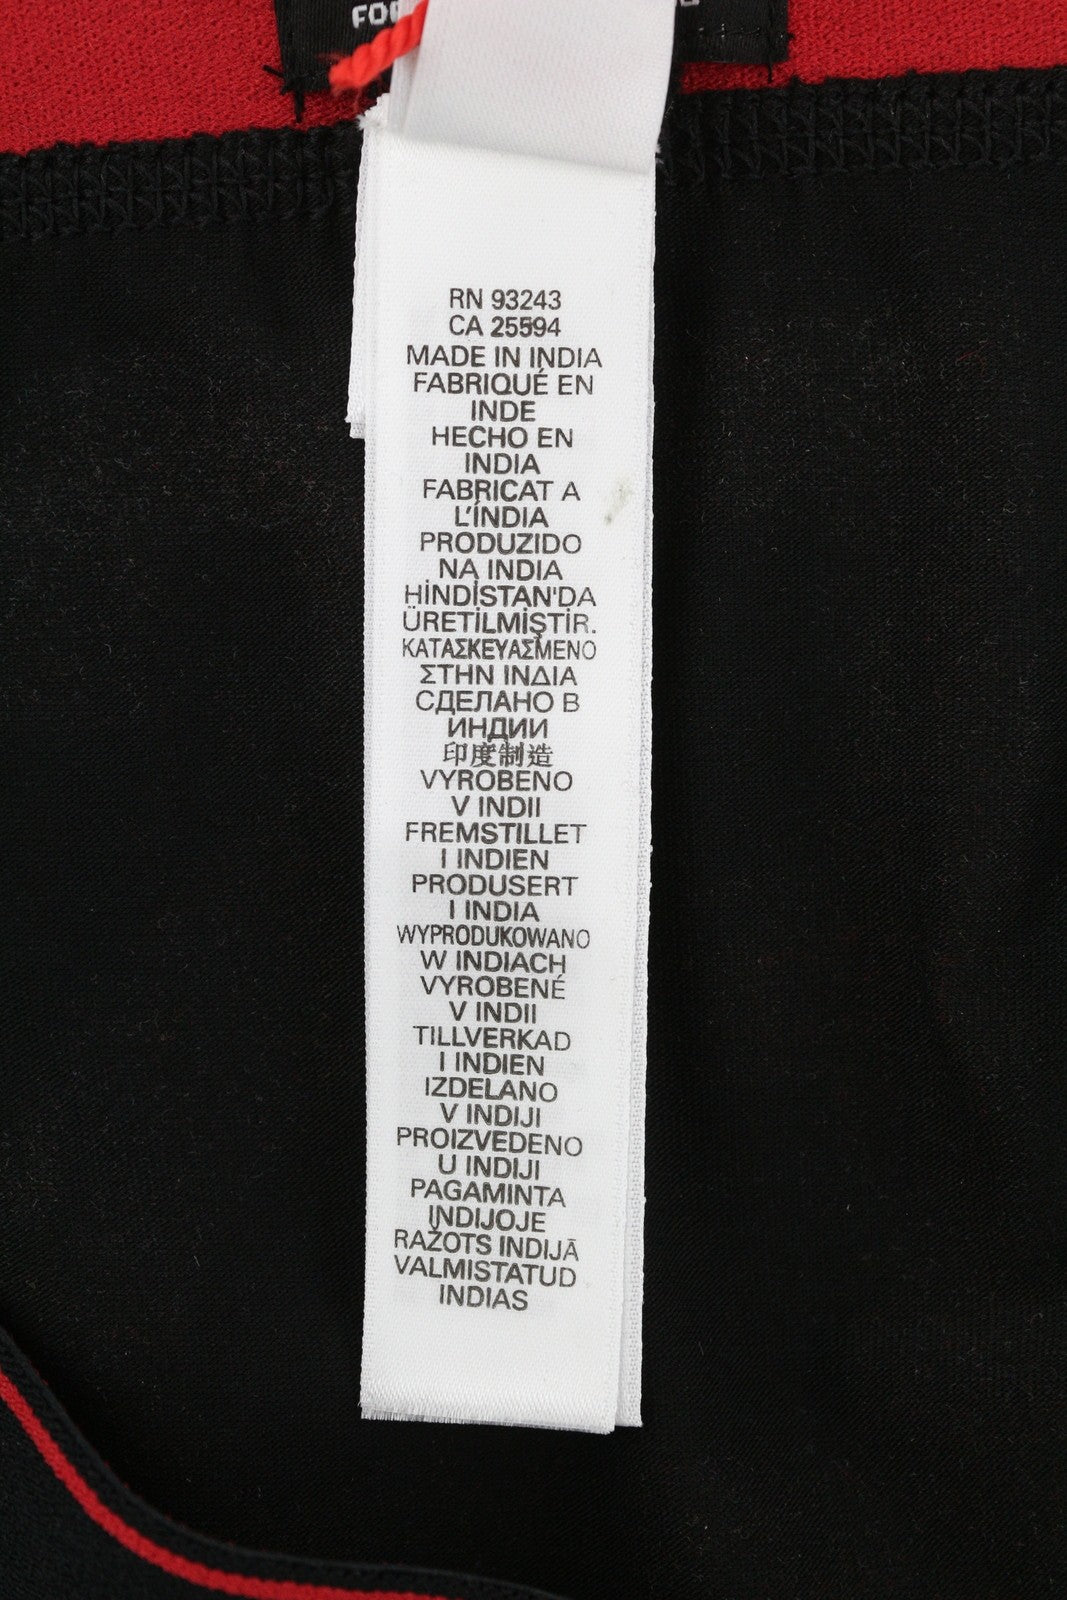 FO
RN 93243
CA 25594
MADE IN INDIA
FABRIQUÉ EN
INDE
HECHO EN
INDIA
FABRICAT A
L'ÍNDIA
PRODUZIDO
NA INDIA
HİNDİSTAN'DA
ÜRETİLMİŞTİR.
ΚΑΤΑΣΚΕΥΑΣΜΕΝΟ
ΣΤΗΝ ΙΝΔΙΑ
СДЕЛАНО В
ИНДИИ
印度制造
VYROBENO
V INDII
FREMSTILLET
I INDIEN
PRODUSERT
I INDIA
WYPRODUKOWANO
W INDIACH
VYROBENÉ
V INDII
TILLVERKAD
I INDIEN
IZDELANO
V INDIJI
PROIZVEDENO
U INDIJI
PAGAMINTA
INDIJOJE
RAŽOTS INDIJĀ
VALMISTATUD
INDIAS